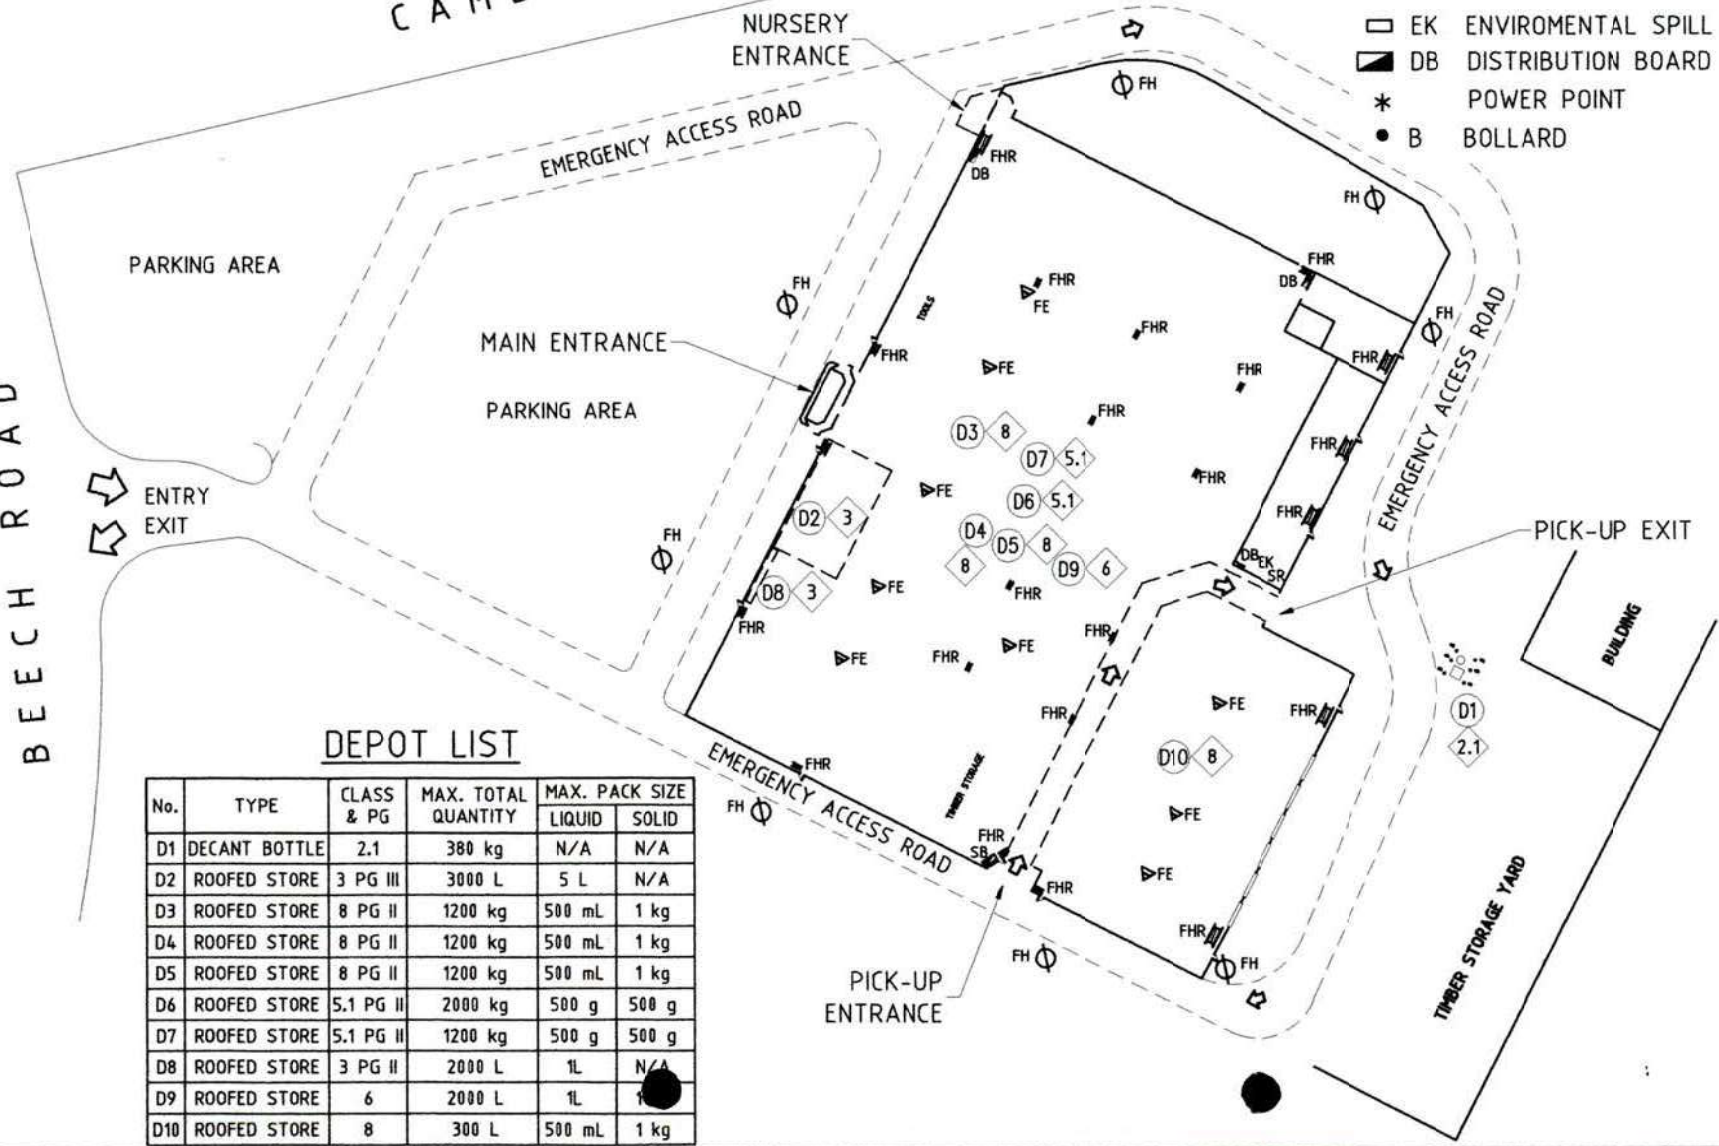 CAM
NURSERY
ENTRANCE
EK ENVIROMENTAL SPILL
DB DISTRIBUTION BOARD
POWER POINT
B BOLLARD
FH
EMERGENCY ACCESS ROAD
FHR
DB
FH
PARKING AREA
FHR
DB
FH
FHR
FE
TOOLS
FH
MAIN ENTRANCE
FHR
FHR
FE
FHR
FHR
EMERGENCY ACCESS ROAD
PARKING AREA
FHR
D3 8
D7 5.1
FHR
FHR
FE
D6 5.1
ENTRY
EXIT
BEECH ROAD
D2 3
FHR
D4
8
D5 8
D9 6
FH
PICK-UP EXIT
DB
EK
SR
FE
FHR
D8 3
FHR
FHR
BUILDING
FE
FHR
FE
D1
2.1
FHR
FE
FHR
D10 8
FHR
TIMBER STORAGE
EMERGENCY ACCESS ROAD
FH
FE
FHR
SB
FE
FHR
FHR
FH
FH
TIMBER STORAGE YARD
PICK-UP
ENTRANCE
DEPOT LIST
No. TYPE CLASS & PG MAX. TOTAL QUANTITY MAX. PACK SIZE
LIQUID SOLID
D1 DECANT BOTTLE 2.1 380 kg N/A N/A
D2 ROOFED STORE 3 PG III 3000 L 5 L N/A
D3 ROOFED STORE 8 PG II 1200 kg 500 mL 1 kg
D4 ROOFED STORE 8 PG II 1200 kg 500 mL 1 kg
D5 ROOFED STORE 8 PG II 1200 kg 500 mL 1 kg
D6 ROOFED STORE 5.1 PG II 2000 kg 500 g 500 g
D7 ROOFED STORE 5.1 PG II 1200 kg 500 g 500 g
D8 ROOFED STORE 3 PG II 2000 L 1L N/A
D9 ROOFED STORE 6 2000 L 1L
D10 ROOFED STORE 8 300 L 500 mL 1 kg